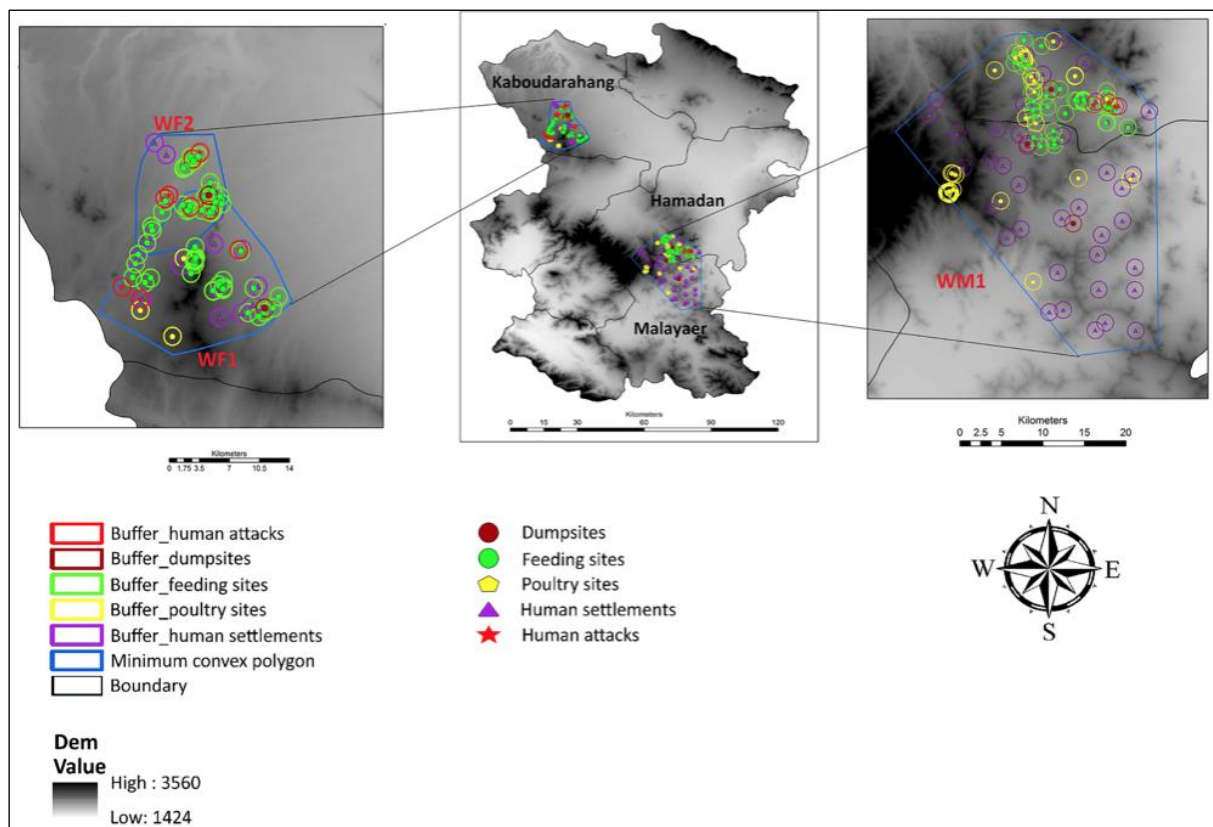 WF2
WF1
Kilometers
0 1.75 3.5 7 10.5 14
Kaboudarahang
Hamadan
Malayaer
Kilometers
0 30 60 90 120
WM1
Kilometers
0 2.5 5 10 15 20
Buffer_human attacks
Buffer_dumpsites
Buffer_feeding sites
Buffer_poultry sites
Buffer_human settlements
Minimum convex polygon
Boundary
Dumpsites
Feeding sites
Poultry sites
Human settlements
Human attacks
N
W E
S
Dem
Value
High : 3560
Low: 1424